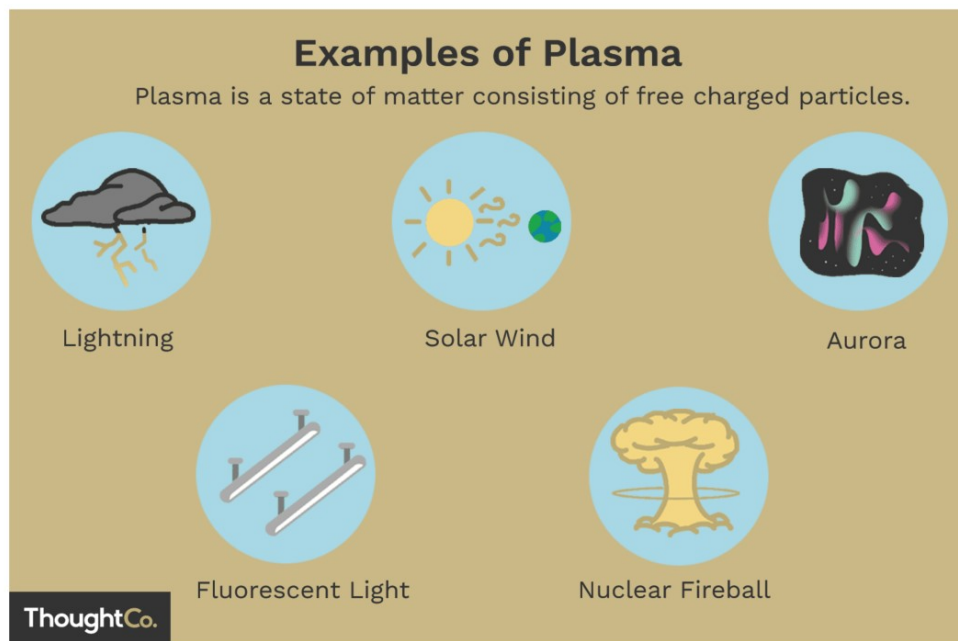 Examples of Plasma
Plasma is a state of matter consisting of free charged particles.
Lightning
Solar Wind
Aurora
Fluorescent Light
Nuclear Fireball
ThoughtCo.